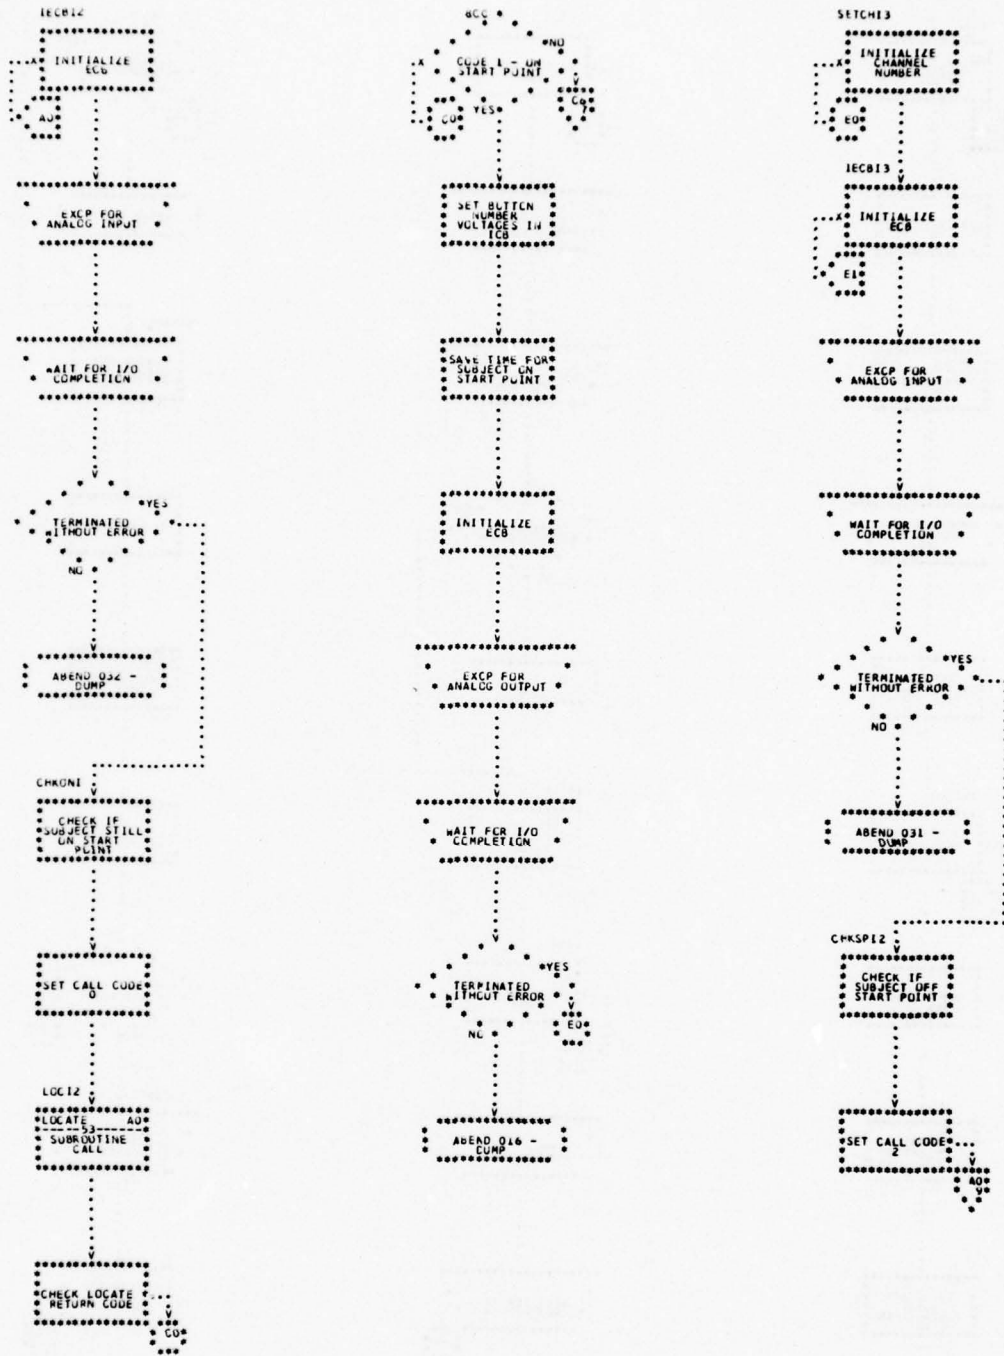 IECBI2
INITIALIZE
ECB
A0
EXCP FOR
ANALOG INPUT
WAIT FOR I/O
COMPLETION
YES
TERMINATED
WITHOUT ERROR
NO
ABEND 032 -
DUMP
CHKONI
CHECK IF
SUBJECT STILL
ON START
POINT
SET CALL CODE
0
LOCI2
LOCATE A0
-----53-----
SUBROUTINE
CALL
CHECK LOCATE
RETURN CODE
C0
BCC
NO
CODE 1 - ON
START POINT
C0
YES
SET BUTTON
NUMBER
VOLTAGES IN
ICB
SAVE TIME FOR
SUBJECT ON
START POINT
INITIALIZE
ECB
EXCP FOR
ANALOG OUTPUT
WAIT FOR I/O
COMPLETION
YES
TERMINATED
WITHOUT ERROR
E0
NO
ABEND 016 -
DUMP
SETCHI3
INITIALIZE
CHANNEL
NUMBER
E0
IECBI3
INITIALIZE
ECB
E1
EXCP FOR
ANALOG INPUT
WAIT FOR I/O
COMPLETION
YES
TERMINATED
WITHOUT ERROR
NO
ABEND 031 -
DUMP
CHKSPI2
CHECK IF
SUBJECT OFF
START POINT
SET CALL CODE
2
A0
9